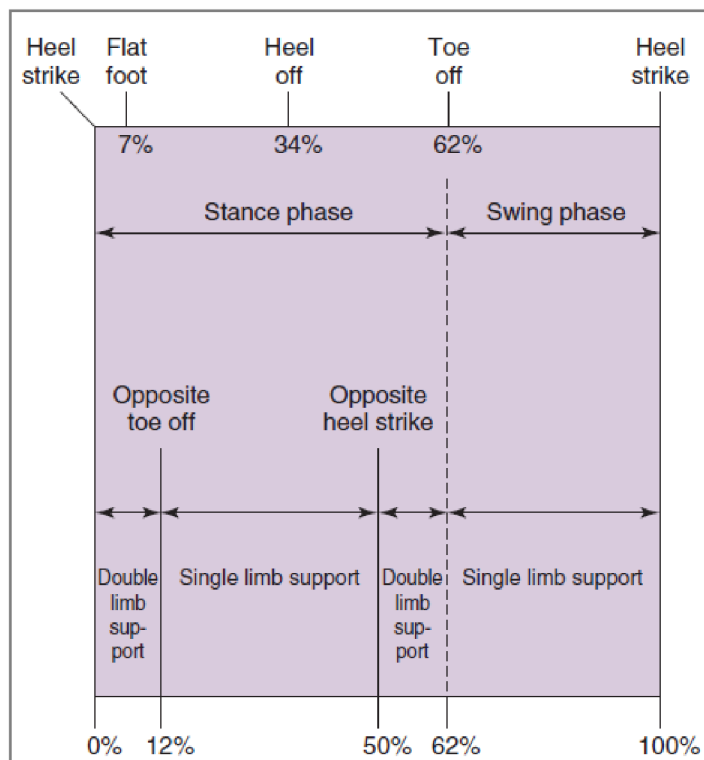 Heel Flat Heel Toe Heel
strike foot off off strike
7% 34% 62%
Stance phase Swing phase
Opposite Opposite
toe off heel strike
Double Single limb support Double Single limb support
limb limb
sup- sup-
port port
0% 12% 50% 62% 100%